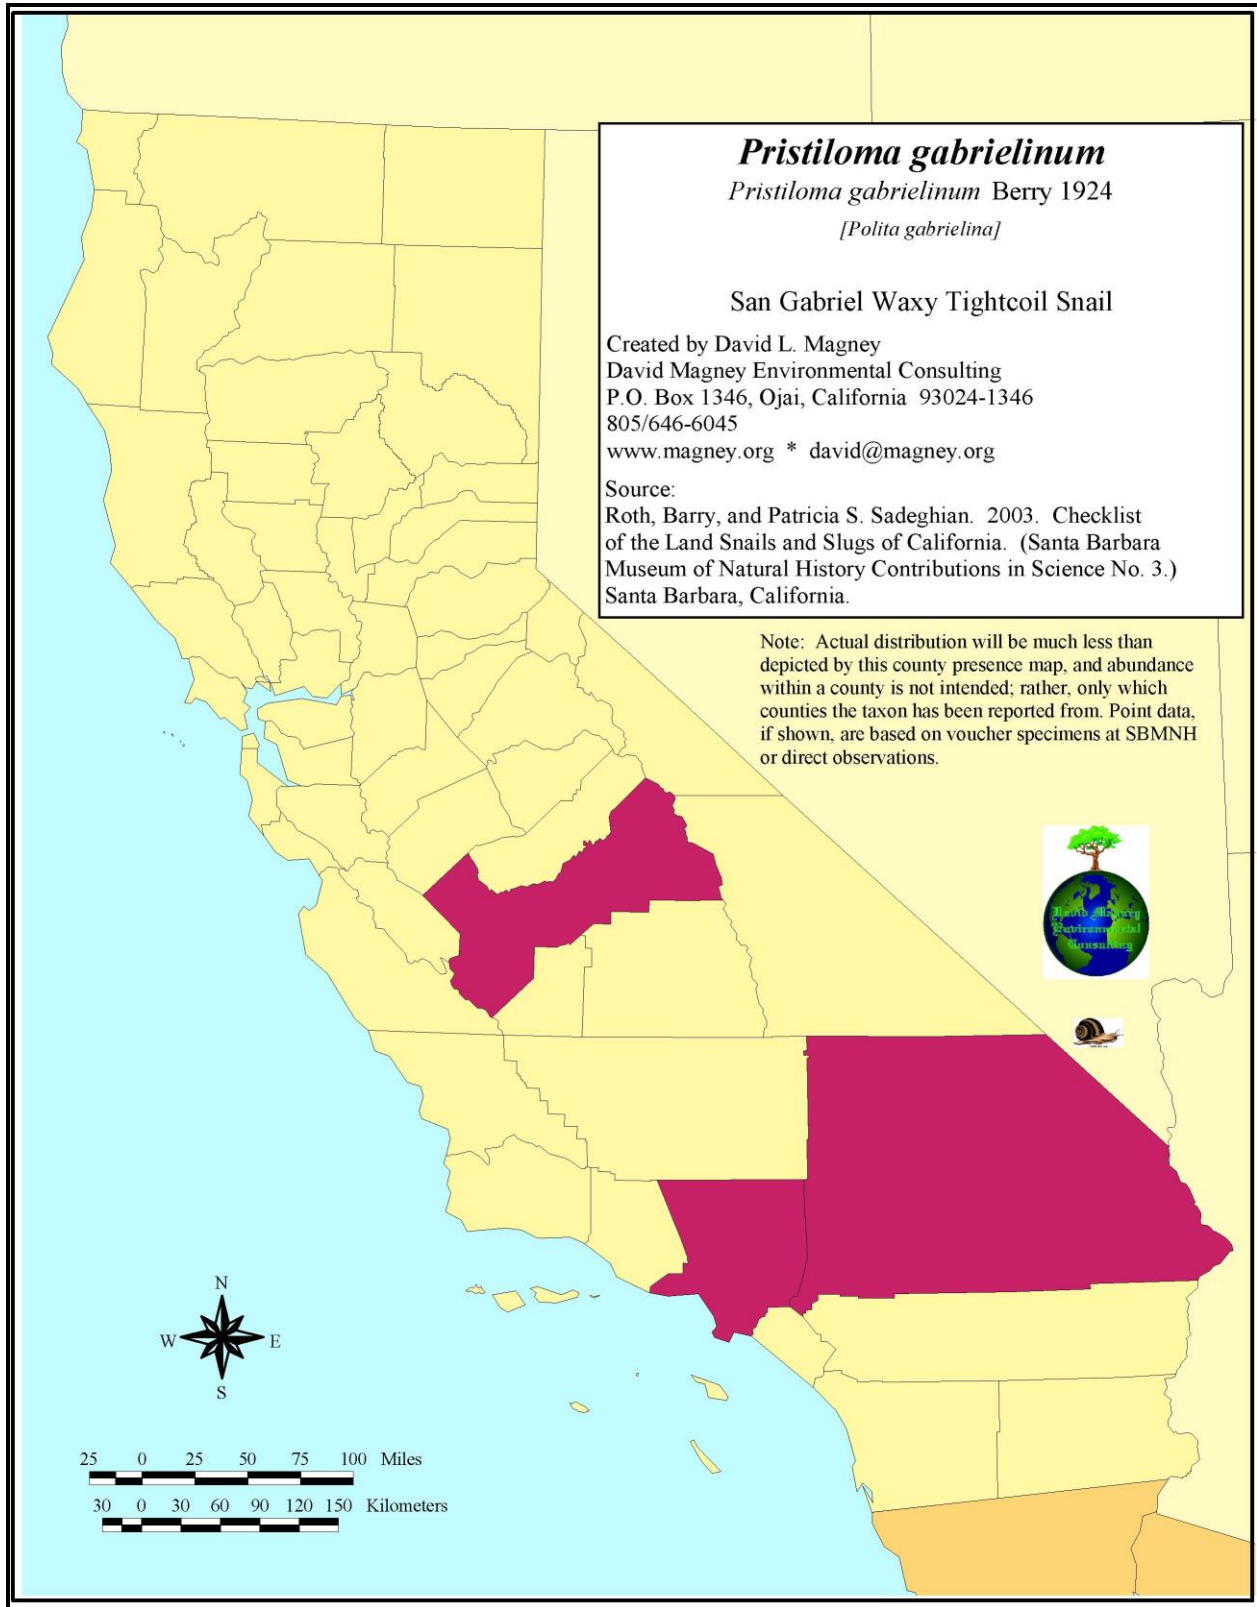 Pristiloma gabrielinum
Pristiloma gabrielinum Berry 1924
[Polita gabrielina]
San Gabriel Waxy Tightcoil Snail
Created by David L. Magney
David Magney Environmental Consulting
P.O. Box 1346, Ojai, California 93024-1346
805/646-6045
www.magney.org * david@magney.org
Source:
Roth, Barry, and Patricia S. Sadeghian. 2003. Checklist
of the Land Snails and Slugs of California. (Santa Barbara
Museum of Natural History Contributions in Science No. 3.)
Santa Barbara, California.
Note: Actual distribution will be much less than
depicted by this county presence map, and abundance
within a county is not intended; rather, only which
counties the taxon has been reported from. Point data,
if shown, are based on voucher specimens at SBMNH
or direct observations.
David Magney
Environmental
Consulting
N
W E
S
25 0 25 50 75 100 Miles
30 0 30 60 90 120 150 Kilometers